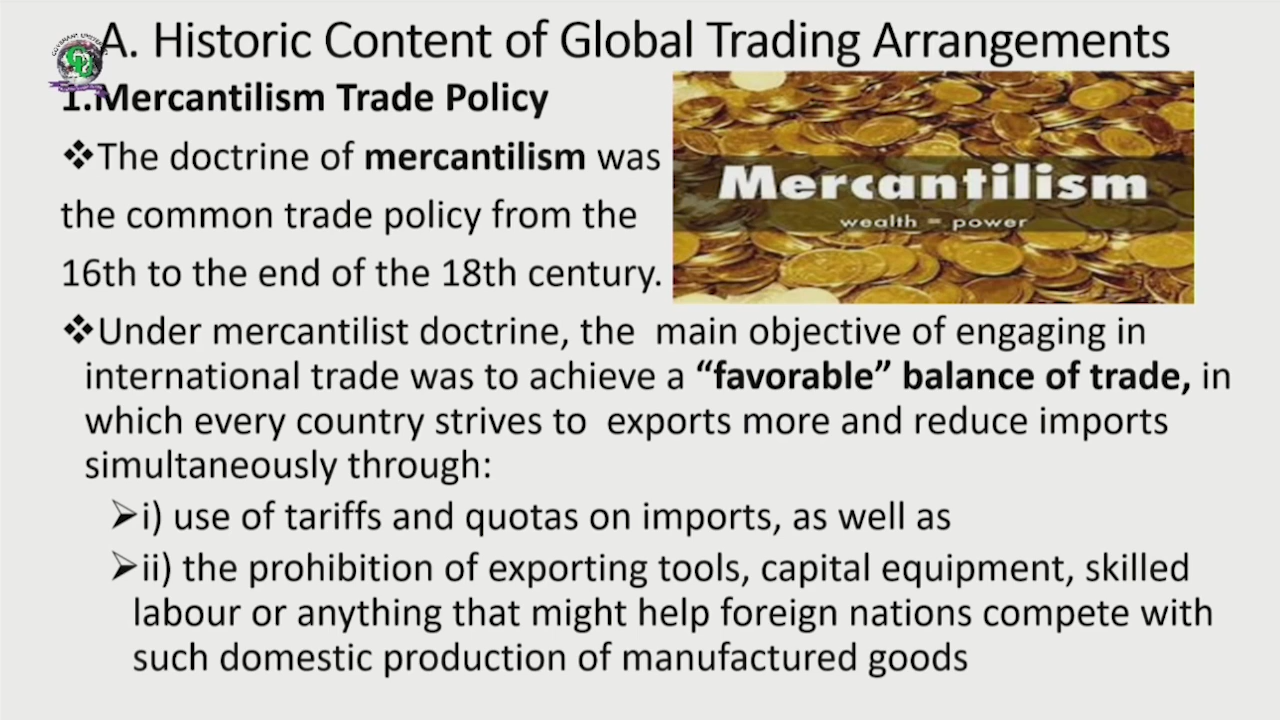 A. Historic Content of Global Trading Arrangements
1.Mercantilism Trade Policy
❖The doctrine of mercantilism was
the common trade policy from the
16th to the end of the 18th century.
Mercantilism
wealth = power
❖Under mercantilist doctrine, the  main objective of engaging in
international trade was to achieve a “favorable” balance of trade, in
which every country strives to  exports more and reduce imports
simultaneously through:
➢i) use of tariffs and quotas on imports, as well as
➢ii) the prohibition of exporting tools, capital equipment, skilled
labour or anything that might help foreign nations compete with
such domestic production of manufactured goods